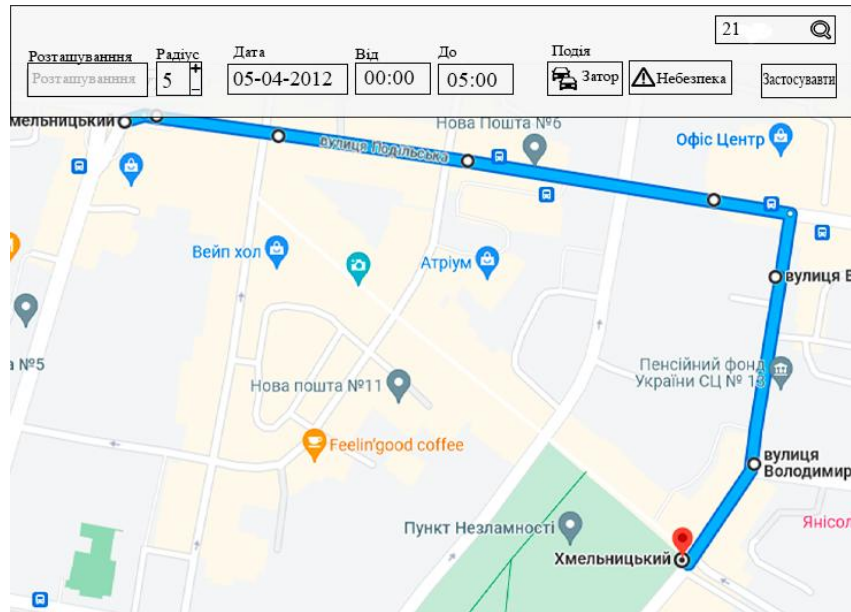 21
Розташування Радіус Дата Від До Подія
Розташування 5 + − 05-04-2012 00:00 05:00 Затор Небезпека Застосувати
мельницький
Нова Пошта №6
вулиця Подільська
Офіс Центр
Вейп хол
Атріум
вулиця В
а №5
Пенсійний фонд
України СЦ № 13
Нова пошта №11
Feelin'good coffee
вулиця
Володимир
Янісол
Пункт Незламності
Хмельницький